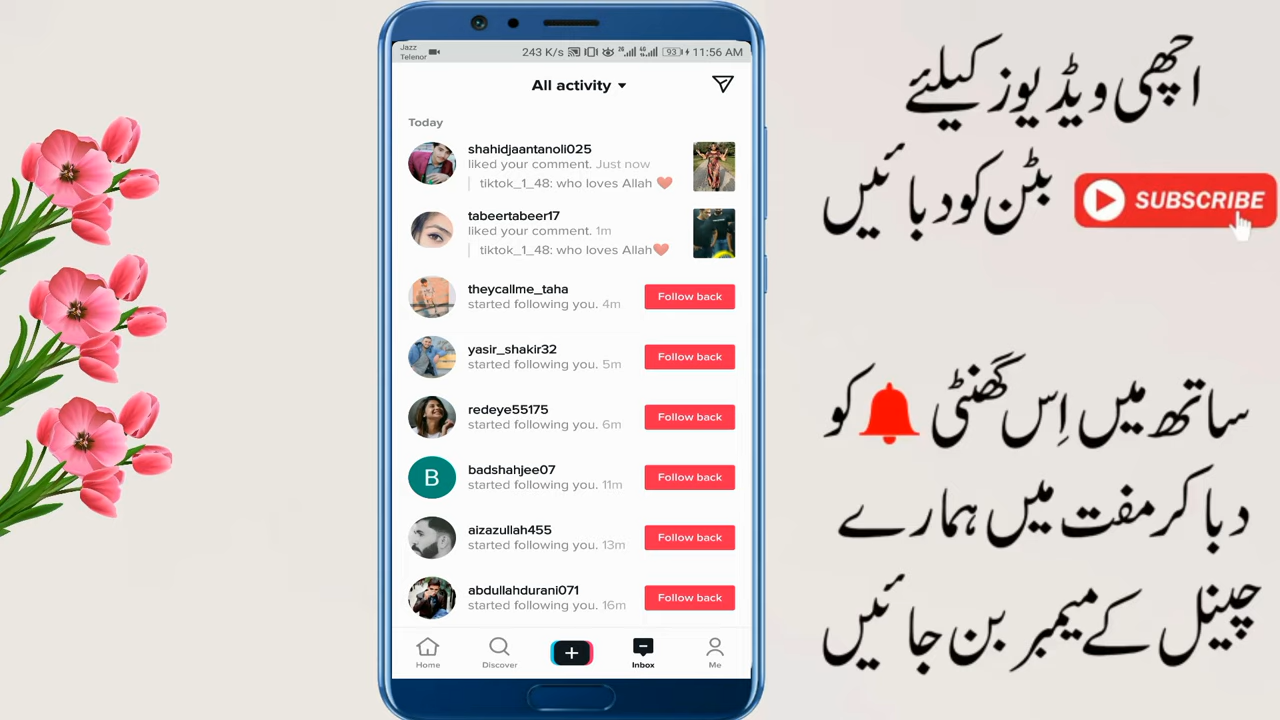 Jazz
Telenor
243 K/s 2G 4G 93 11:56 AM
All activity
Today
shahidjaantanoli025
liked your comment. Just now
tiktok_1_48: who loves Allah ❤️
tabeertabeer17
liked your comment. 1m
tiktok_1_48: who loves Allah❤️
theycallme_taha
started following you. 4m
Follow back
yasir_shakir32
started following you. 5m
Follow back
redeye55175
started following you. 6m
Follow back
B
badshahjee07
started following you. 11m
Follow back
aizazullah455
started following you. 13m
Follow back
abdullahdurani071
started following you. 16m
Follow back
Home
Discover
Inbox
Me
اچھی ویڈیوز کیلئے
SUBSCRIBE بٹن کو دبائیں
ساتھ میں اِس گھنٹی 🔔 کو
دبا کر مفت میں ہمارے
چینل کے میمبر بن جائیں